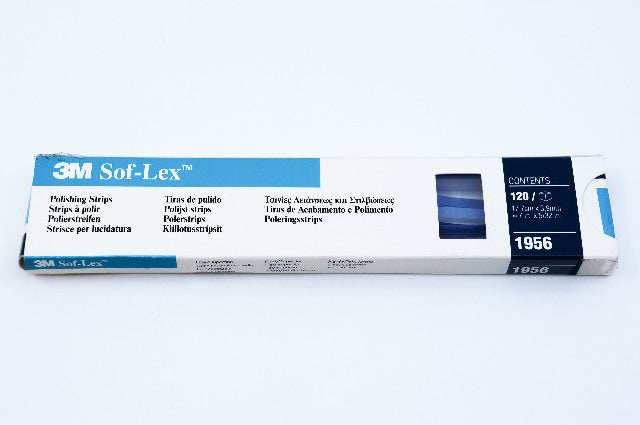 3M Sof-Lex™
Polishing Strips
Strips à polir
Polierstreifen
Strisce per lucidatura
Tiras de pulido
Polijst strips
Polerstrips
Kiillotusstripsit
Ταινίες Λειάνσεως και Στιλβώσεως
Tiras de Acabamento e Polimento
Poleringsstrips
CONTENTS
120 /
1956
3M Sof-Lex™
1956